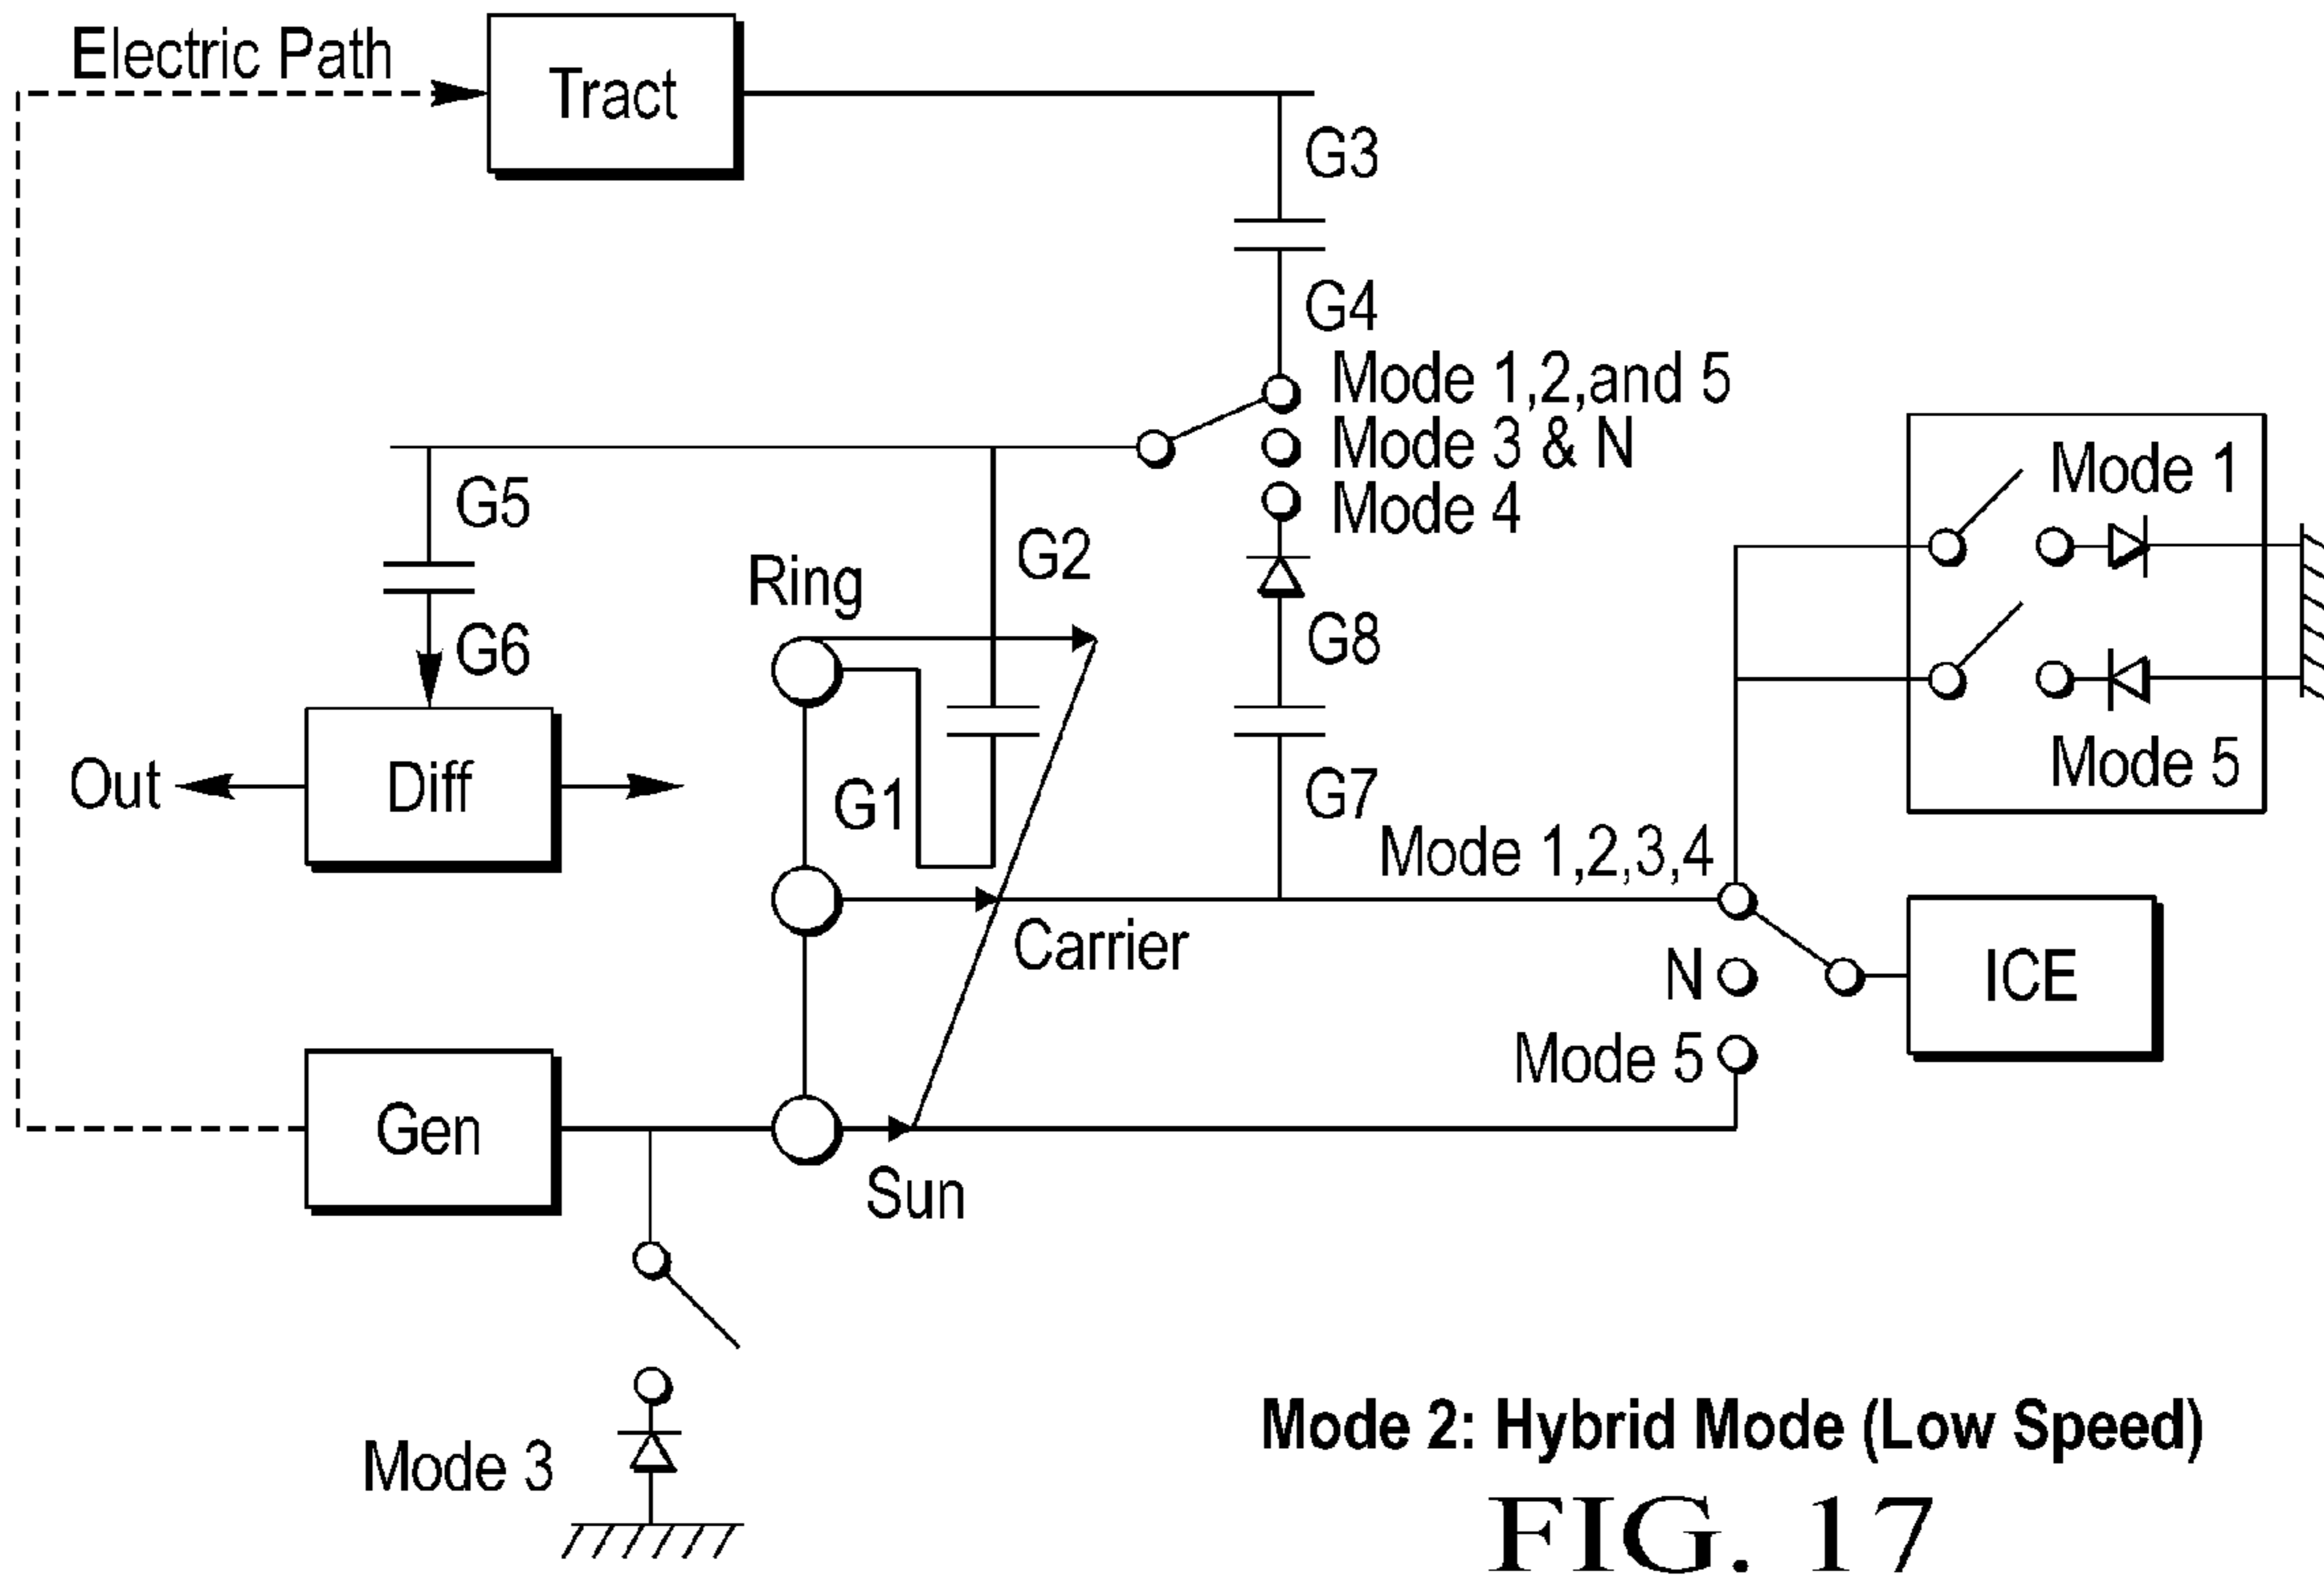 Electric Path
Tract
G3
G4
Mode 1,2,and 5
Mode 3 & N
Mode 4
Mode 1
G5
G2
Ring
G6
G8
Out
Diff
G1
G7
Mode 5
Mode 1,2,3,4
Carrier
N
ICE
Mode 5
Gen
Sun
Mode 3
Mode 2: Hybrid Mode (Low Speed)
FIG. 17